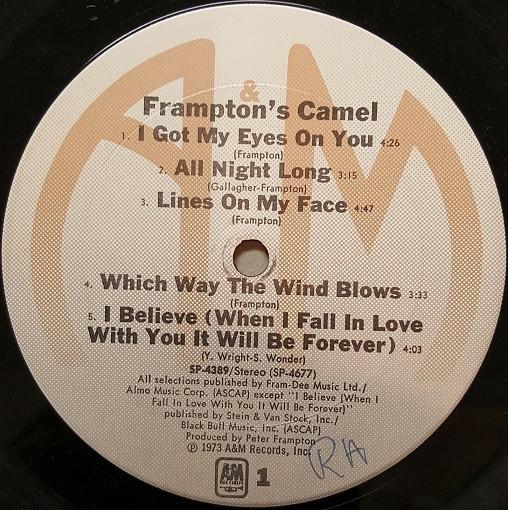 A&M
Frampton's Camel
1. I Got My Eyes On You 4:26
(Frampton)
2. All Night Long 3:15
(Gallagher-Frampton)
3. Lines On My Face 4:47
(Frampton)
4. Which Way The Wind Blows 3:33
(Frampton)
5. I Believe (When I Fall In Love
With You It Will Be Forever) 4:03
(Y. Wright-S. Wonder)
SP-4389/Stereo (SP-4677)
All selections published by Fram-Dee Music Ltd./
Almo Music Corp. (ASCAP) except "I Believe (When I
Fall In Love With You It Will Be Forever)"
published by Stein & Van Stock, Inc./
Black Bull Music, Inc. (ASCAP)
Produced by Peter Frampton
℗ 1973 A&M Records, Inc.
RA
A&M
RECORDS
1